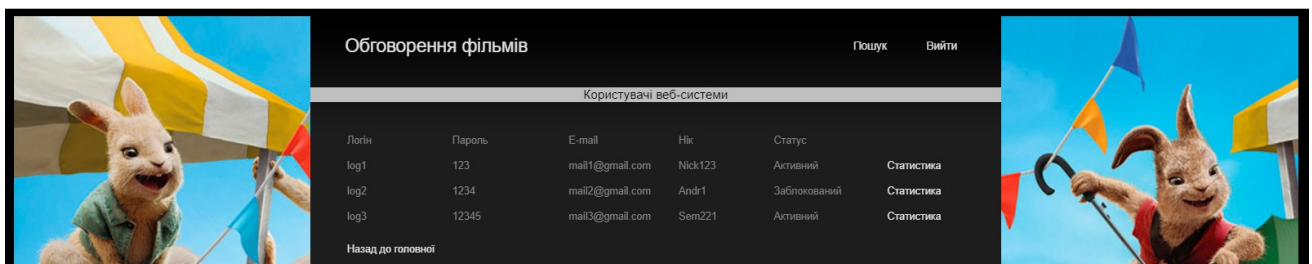 Обговорення фільмів Пошук Вийти
Користувачі веб-системи
Логін Пароль E-mail Нік Статус
log1 123 mail1@gmail.com Nick123 Активний Статистика
log2 1234 mail2@gmail.com Andr1 Заблокований Статистика
log3 12345 mail3@gmail.com Sem221 Активний Статистика
Назад до головної